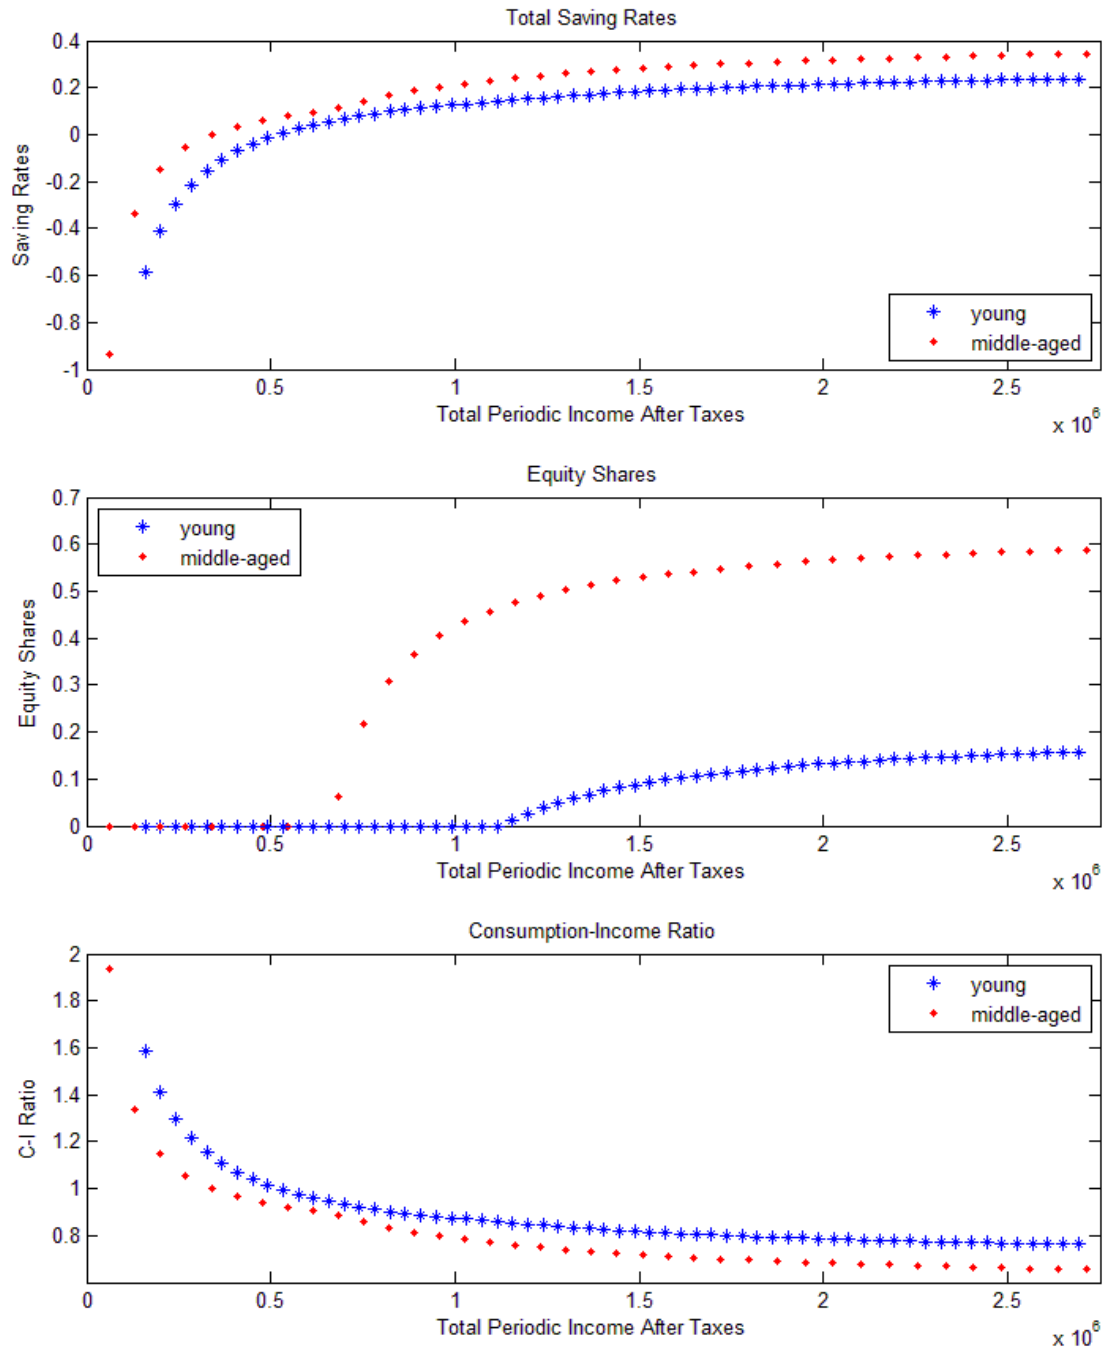 Total Saving Rates
0.4
0.2
0
-0.2
-0.4
-0.6
-0.8
-1
Saving Rates
young
middle-aged
0 0.5 1 1.5 2 2.5
Total Periodic Income After Taxes
x 10^6
Equity Shares
0.7
0.6
0.5
0.4
0.3
0.2
0.1
0
Equity Shares
young
middle-aged
0 0.5 1 1.5 2 2.5
Total Periodic Income After Taxes
x 10^6
Consumption-Income Ratio
2
1.8
1.6
1.4
1.2
1
0.8
C-I Ratio
young
middle-aged
0 0.5 1 1.5 2 2.5
Total Periodic Income After Taxes
x 10^6